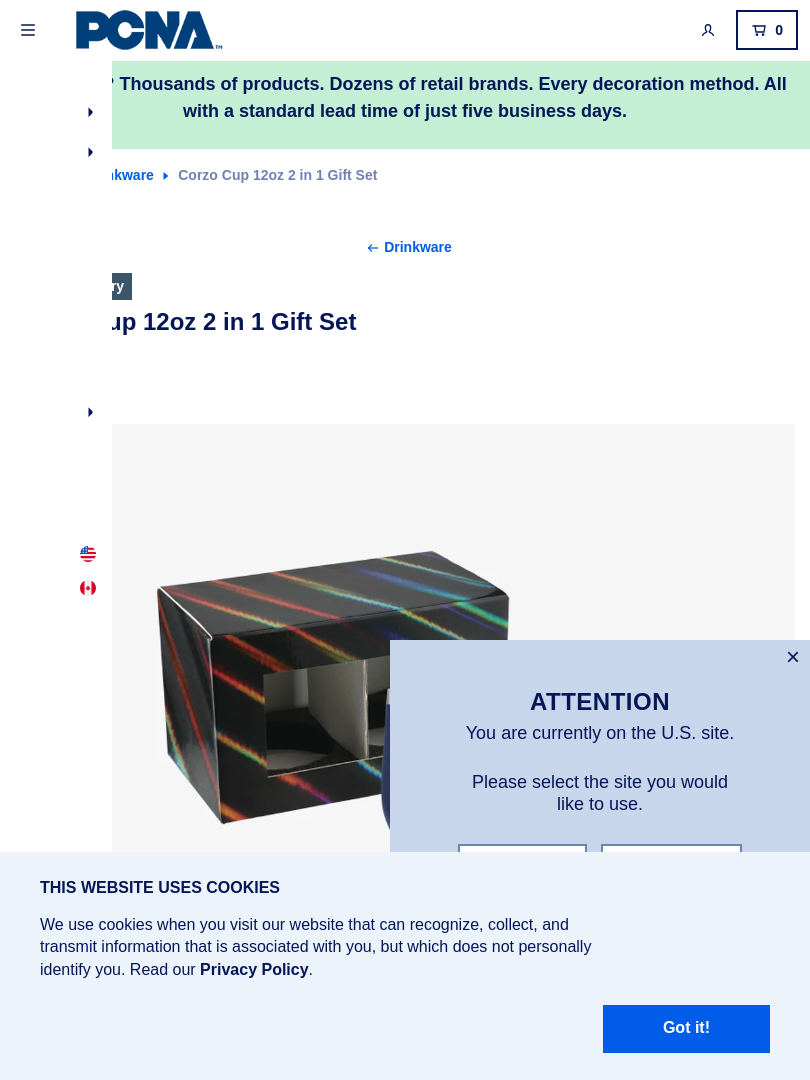 PCNA™
0
? Thousands of products. Dozens of retail brands. Every decoration method. All
with a standard lead time of just five business days.
nkware Corzo Cup 12oz 2 in 1 Gift Set
← Drinkware
ry
up 12oz 2 in 1 Gift Set
ATTENTION
You are currently on the U.S. site.
Please select the site you would
like to use.
THIS WEBSITE USES COOKIES
We use cookies when you visit our website that can recognize, collect, and
transmit information that is associated with you, but which does not personally
identify you. Read our Privacy Policy.
Got it!